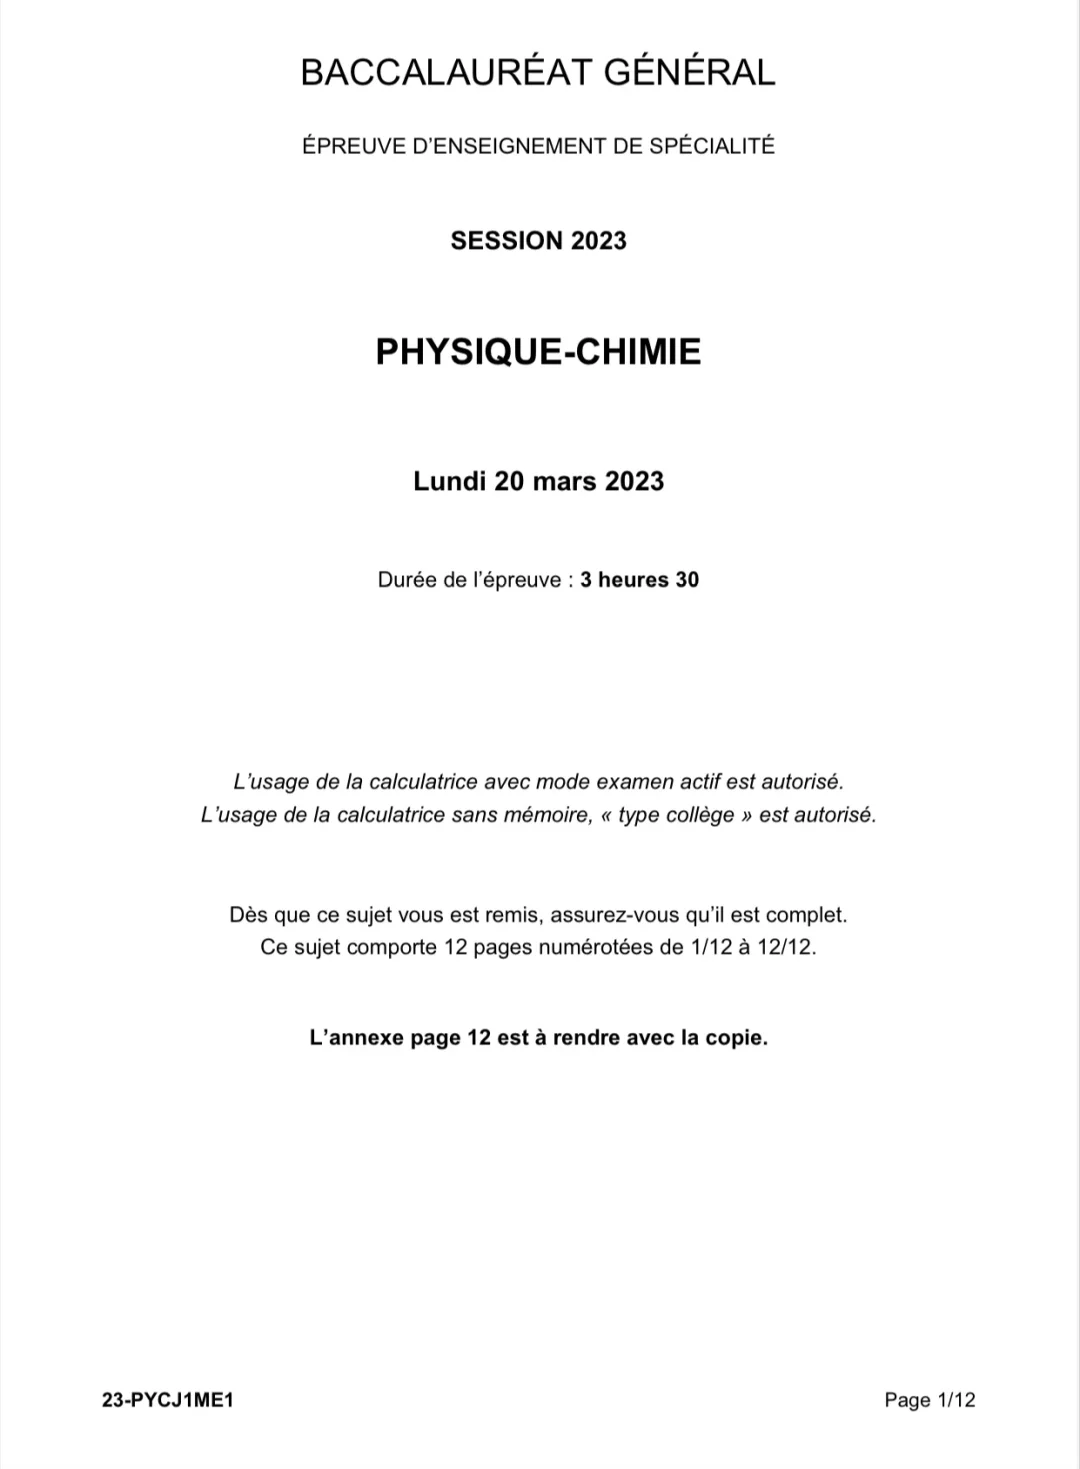 BACCALAURÉAT GÉNÉRAL
ÉPREUVE D'ENSEIGNEMENT DE SPÉCIALITÉ
SESSION 2023
PHYSIQUE-CHIMIE
Lundi 20 mars 2023
Durée de l'épreuve : 3 heures 30
L'usage de la calculatrice avec mode examen actif est autorisé.
L'usage de la calculatrice sans mémoire, « type collège » est autorisé.
Dès que ce sujet vous est remis, assurez-vous qu'il est complet.
Ce sujet comporte 12 pages numérotées de 1/12 à 12/12.
L'annexe page 12 est à rendre avec la copie.
23-PYCJ1ME1
Page 1/12